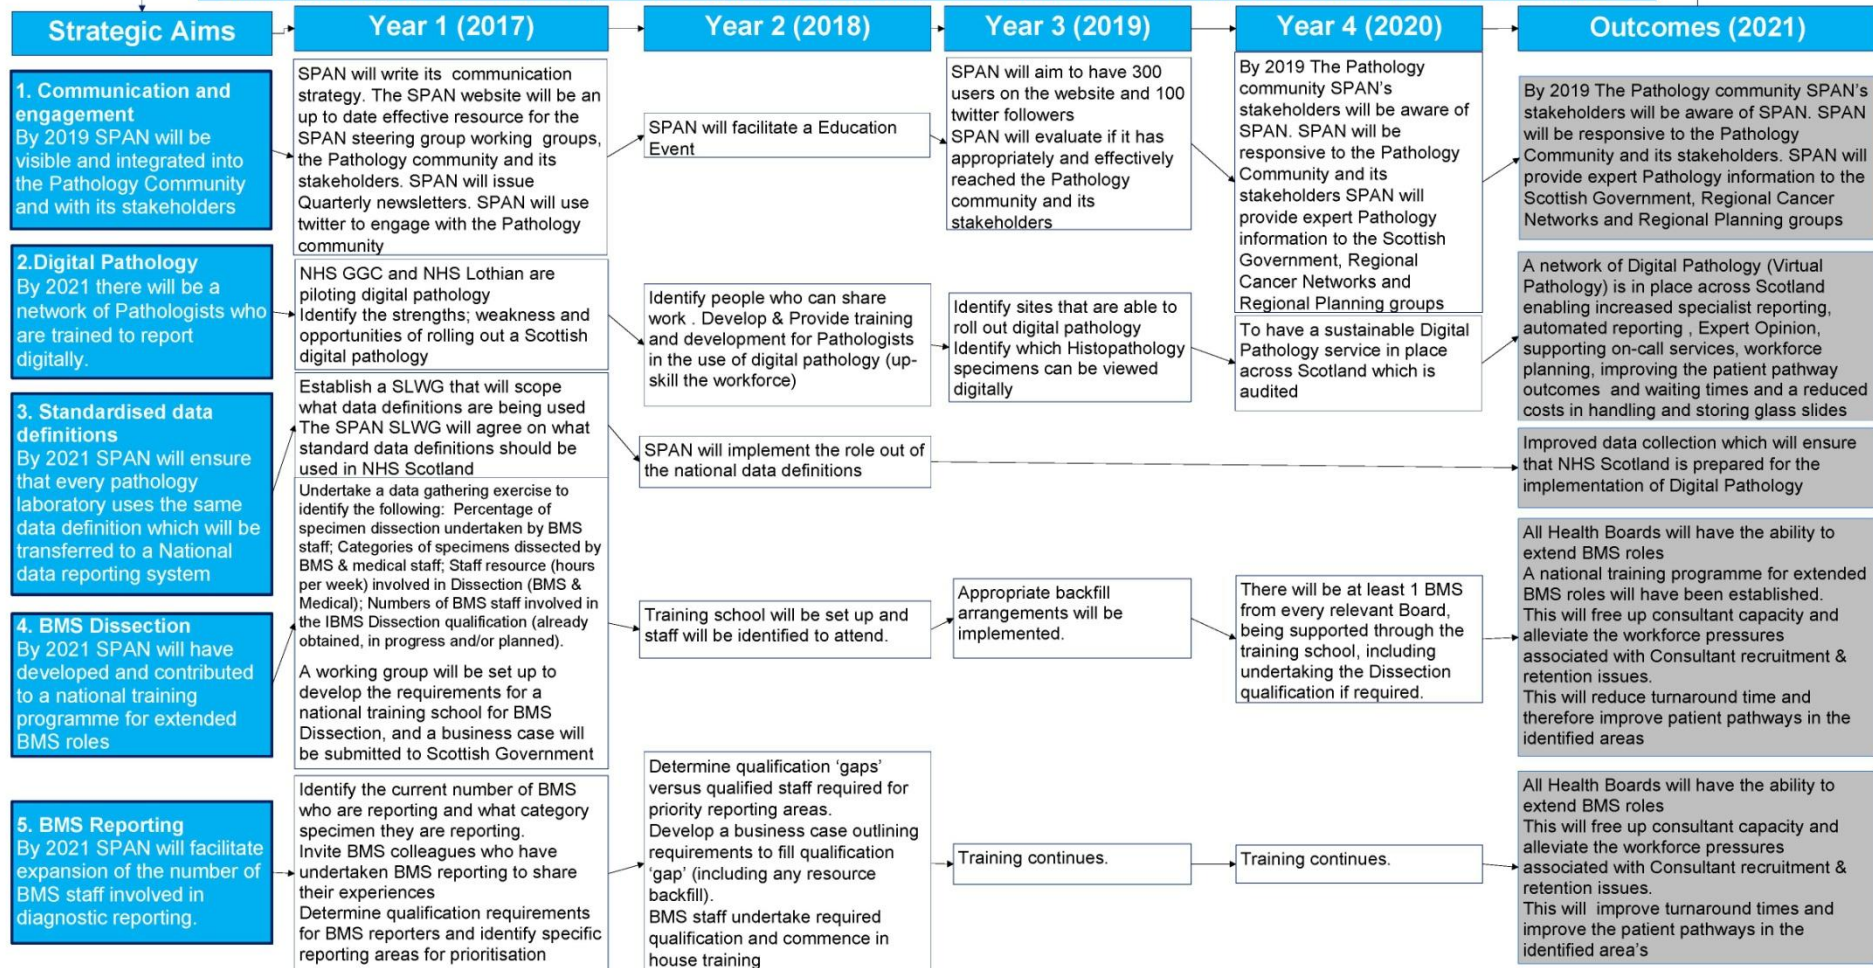 Strategic Aims
Year 1 (2017)
Year 2 (2018)
Year 3 (2019)
Year 4 (2020)
Outcomes (2021)
1. Communication and
engagement
By 2019 SPAN will be
visible and integrated into
the Pathology Community
and with its stakeholders
SPAN will write its communication
strategy. The SPAN website will be an
up to date effective resource for the
SPAN steering group working groups,
the Pathology community and its
stakeholders. SPAN will issue
Quarterly newsletters. SPAN will use
twitter to engage with the Pathology
community
SPAN will facilitate a Education
Event
SPAN will aim to have 300
users on the website and 100
twitter followers
SPAN will evaluate if it has
appropriately and effectively
reached the Pathology
community and its
stakeholders
By 2019 The Pathology
community SPAN's
stakeholders will be aware of
SPAN. SPAN will be
responsive to the Pathology
Community and its
stakeholders SPAN will
provide expert Pathology
information to the Scottish
Government, Regional
Cancer Networks and
Regional Planning groups
By 2019 The Pathology community SPAN's
stakeholders will be aware of SPAN. SPAN
will be responsive to the Pathology
Community and its stakeholders. SPAN will
provide expert Pathology information to the
Scottish Government, Regional Cancer
Networks and Regional Planning groups
2.Digital Pathology
By 2021 there will be a
network of Pathologists who
are trained to report
digitally.
NHS GGC and NHS Lothian are
piloting digital pathology
Identify the strengths; weakness and
opportunities of rolling out a Scottish
digital pathology
Identify people who can share
work . Develop & Provide training
and development for Pathologists
in the use of digital pathology (up-
skill the workforce)
Identify sites that are able to
roll out digital pathology
Identify which Histopathology
specimens can be viewed
digitally
To have a sustainable Digital
Pathology service in place
across Scotland which is
audited
A network of Digital Pathology (Virtual
Pathology) is in place across Scotland
enabling increased specialist reporting,
automated reporting , Expert Opinion,
supporting on-call services, workforce
planning, improving the patient pathway
outcomes and waiting times and a reduced
costs in handling and storing glass slides
3. Standardised data
definitions
By 2021 SPAN will ensure
that every pathology
laboratory uses the same
data definition which will be
transferred to a National
data reporting system
Establish a SLWG that will scope
what data definitions are being used
The SPAN SLWG will agree on what
standard data definitions should be
used in NHS Scotland
SPAN will implement the role out of
the national data definitions
Improved data collection which will ensure
that NHS Scotland is prepared for the
implementation of Digital Pathology
4. BMS Dissection
By 2021 SPAN will have
developed and contributed
to a national training
programme for extended
BMS roles
Undertake a data gathering exercise to
identify the following: Percentage of
specimen dissection undertaken by BMS
staff; Categories of specimens dissected by
BMS & medical staff; Staff resource (hours
per week) involved in Dissection (BMS &
Medical); Numbers of BMS staff involved in
the IBMS Dissection qualification (already
obtained, in progress and/or planned).
A working group will be set up to
develop the requirements for a
national training school for BMS
Dissection, and a business case will
be submitted to Scottish Government
Training school will be set up and
staff will be identified to attend.
Appropriate backfill
arrangements will be
implemented.
There will be at least 1 BMS
from every relevant Board,
being supported through the
training school, including
undertaking the Dissection
qualification if required.
All Health Boards will have the ability to
extend BMS roles
A national training programme for extended
BMS roles will have been established.
This will free up consultant capacity and
alleviate the workforce pressures
associated with Consultant recruitment &
retention issues.
This will reduce turnaround time and
therefore improve patient pathways in the
identified areas
5. BMS Reporting
By 2021 SPAN will facilitate
expansion of the number of
BMS staff involved in
diagnostic reporting.
Identify the current number of BMS
who are reporting and what category
specimen they are reporting.
Invite BMS colleagues who have
undertaken BMS reporting to share
their experiences
Determine qualification requirements
for BMS reporters and identify specific
reporting areas for prioritisation
Determine qualification 'gaps'
versus qualified staff required for
priority reporting areas.
Develop a business case outlining
requirements to fill qualification
'gap' (including any resource
backfill).
BMS staff undertake required
qualification and commence in
house training
Training continues.
Training continues.
All Health Boards will have the ability to
extend BMS roles
This will free up consultant capacity and
alleviate the workforce pressures
associated with Consultant recruitment &
retention issues.
This will improve turnaround times and
improve the patient pathways in the
identified area's